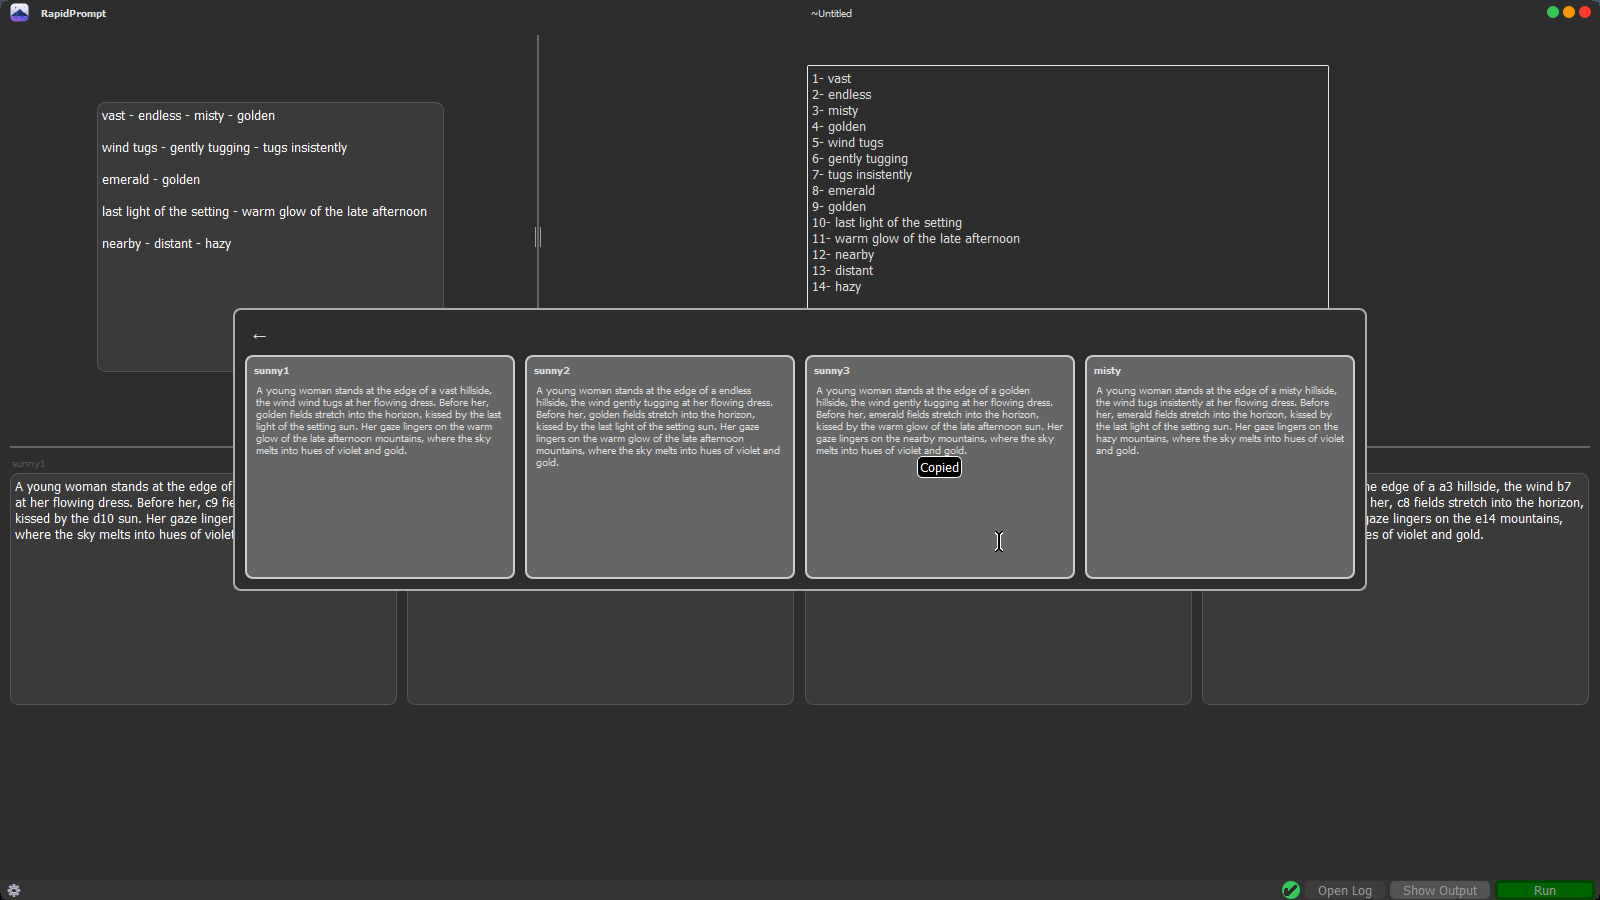 RapidPrompt
~Untitled
vast - endless - misty - golden
wind tugs - gently tugging - tugs insistently
emerald - golden
last light of the setting - warm glow of the late afternoon
nearby - distant - hazy
1- vast
2- endless
3- misty
4- golden
5- wind tugs
6- gently tugging
7- tugs insistently
8- emerald
9- golden
10- last light of the setting
11- warm glow of the late afternoon
12- nearby
13- distant
14- hazy
←
sunny1
A young woman stands at the edge of a vast hillside,
the wind wind tugs at her flowing dress. Before her,
golden fields stretch into the horizon, kissed by the last
light of the setting sun. Her gaze lingers on the warm
glow of the late afternoon mountains, where the sky
melts into hues of violet and gold.
sunny2
A young woman stands at the edge of a endless
hillside, the wind gently tugging at her flowing dress.
Before her, golden fields stretch into the horizon,
kissed by the last light of the setting sun. Her gaze
lingers on the warm glow of the late afternoon
mountains, where the sky melts into hues of violet and
gold.
sunny3
A young woman stands at the edge of a golden
hillside, the wind gently tugging at her flowing dress.
Before her, emerald fields stretch into the horizon,
kissed by the warm glow of the late afternoon sun. Her
gaze lingers on the nearby mountains, where the sky
melts into hues of violet and gold.
Copied
misty
A young woman stands at the edge of a misty hillside,
the wind tugs insistently at her flowing dress. Before
her, emerald fields stretch into the horizon, kissed by
the last light of the setting sun. Her gaze lingers on the
hazy mountains, where the sky melts into hues of violet
and gold.
sunny1
A young woman stands at the edge of
at her flowing dress. Before her, c9 fie
kissed by the d10 sun. Her gaze linger
where the sky melts into hues of violet
he edge of a a3 hillside, the wind b7
her, c8 fields stretch into the horizon,
gaze lingers on the e14 mountains,
es of violet and gold.
Open Log
Show Output
Run